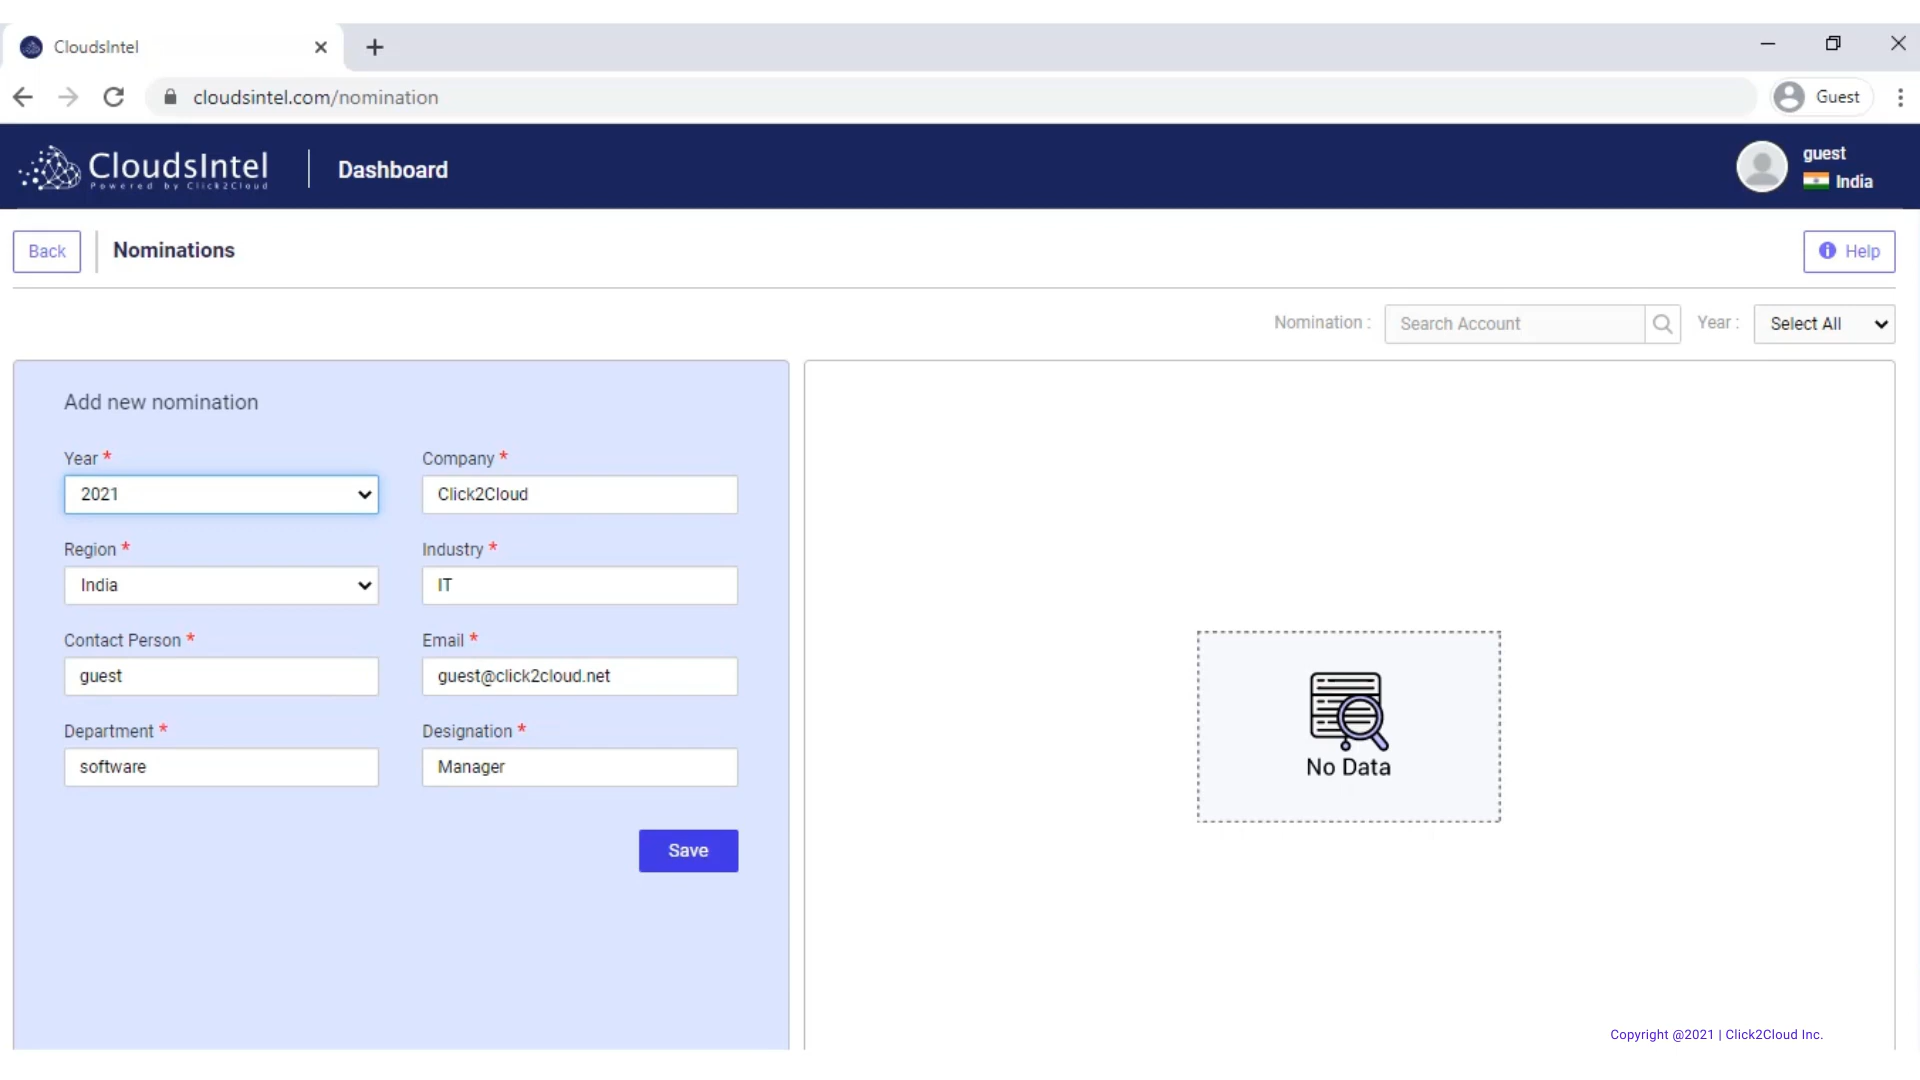 CloudsIntel
cloudsintel.com/nomination
Guest
CloudsIntel
Powered by Click2Cloud
Dashboard
guest
India
Back
Nominations
Help
Nomination :
Search Account
Year :
Select All
Add new nomination
Year *
Company *
2021
Click2Cloud
Region *
Industry *
India
IT
Contact Person *
Email *
guest
guest@click2cloud.net
Department *
Designation *
software
Manager
Save
No Data
Copyright @2021 | Click2Cloud Inc.